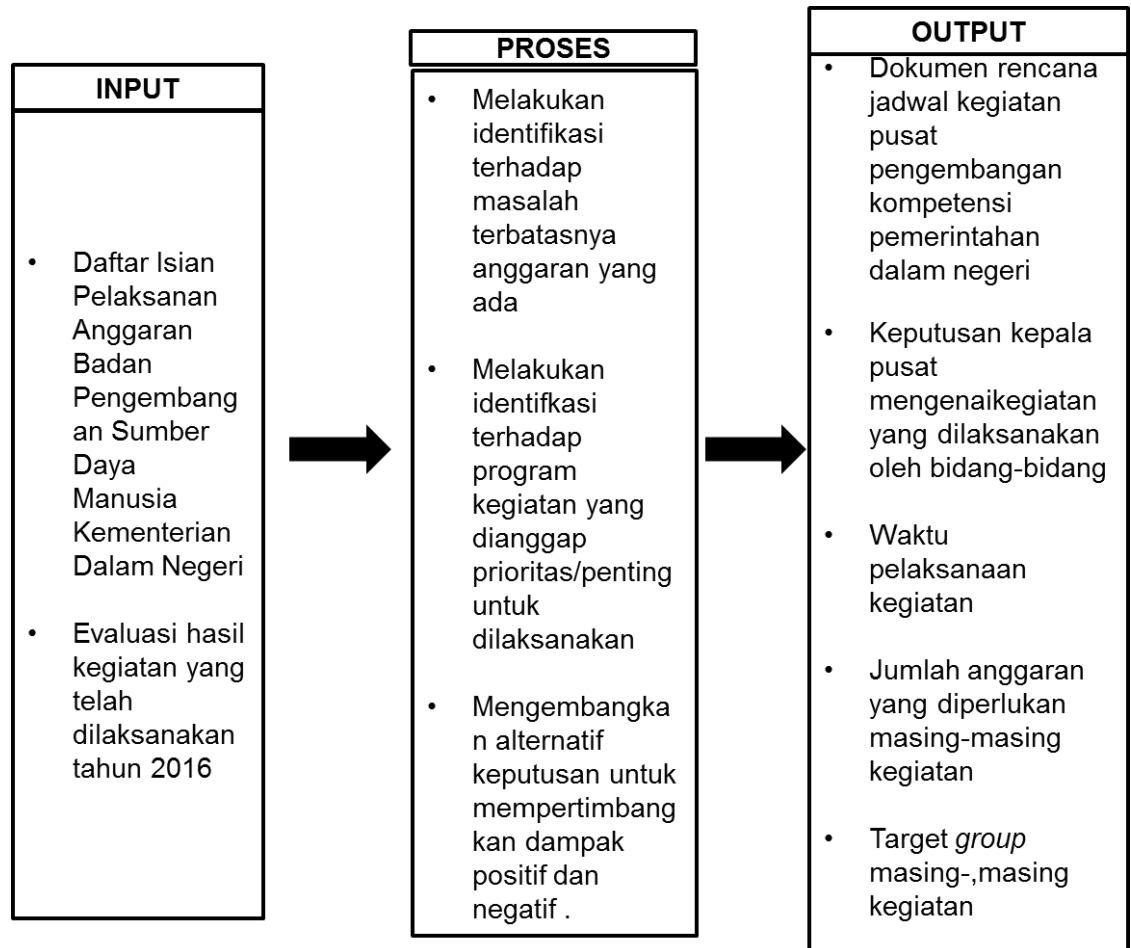 INPUT
• Daftar Isian
Pelaksanan
Anggaran
Badan
Pengembang
an Sumber
Daya
Manusia
Kementerian
Dalam Negeri
• Evaluasi hasil
kegiatan yang
telah
dilaksanakan
tahun 2016
PROSES
• Melakukan
identifikasi
terhadap
masalah
terbatasnya
anggaran yang
ada
• Melakukan
identifkasi
terhadap
program
kegiatan yang
dianggap
prioritas/penting
untuk
dilaksanakan
• Mengembangka
n alternatif
keputusan untuk
mempertimbang
kan dampak
positif dan
negatif .
OUTPUT
• Dokumen rencana
jadwal kegiatan
pusat
pengembangan
kompetensi
pemerintahan
dalam negeri
• Keputusan kepala
pusat
mengenaikegiatan
yang dilaksanakan
oleh bidang-bidang
• Waktu
pelaksanaan
kegiatan
• Jumlah anggaran
yang diperlukan
masing-masing
kegiatan
• Target group
masing-,masing
kegiatan